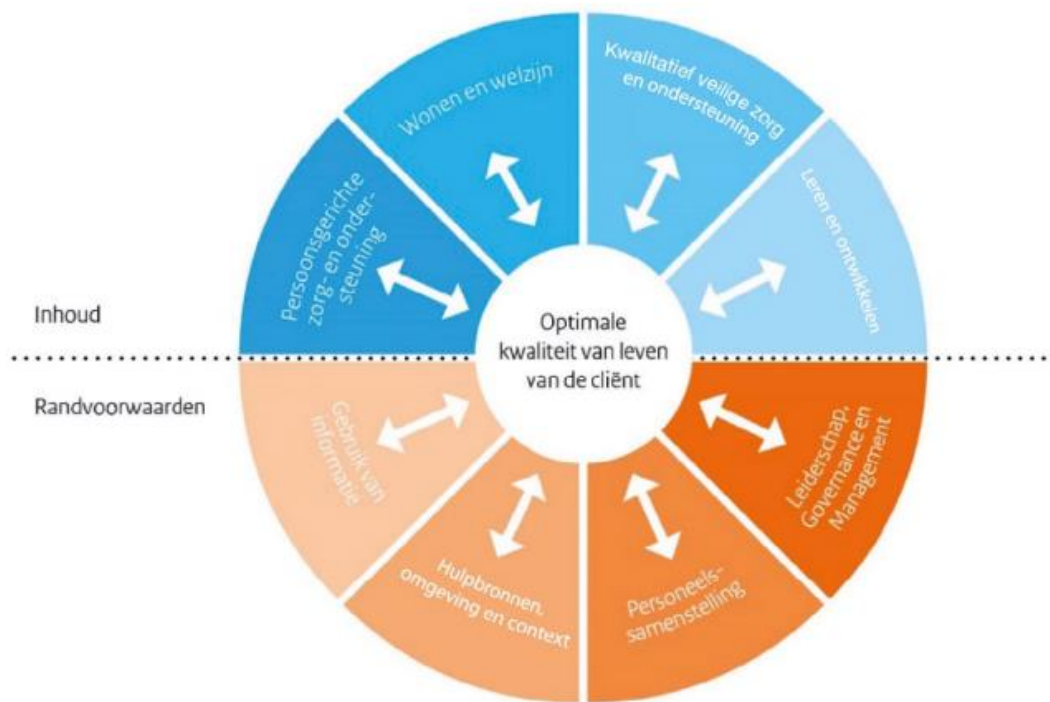 Wonen en welzijn
Kwalitatief veilige zorg
en ondersteuning
Persoonsgerichte
zorg- en onder-
steuning
Leren en ontwikkelen
Inhoud
Optimale
kwaliteit van leven
van de cliënt
Randvoorwaarden
Gebruik van
informatie
Leiderschap,
Governance en
Management
Hulpbronnen,
omgeving en context
Personeels-
samenstelling